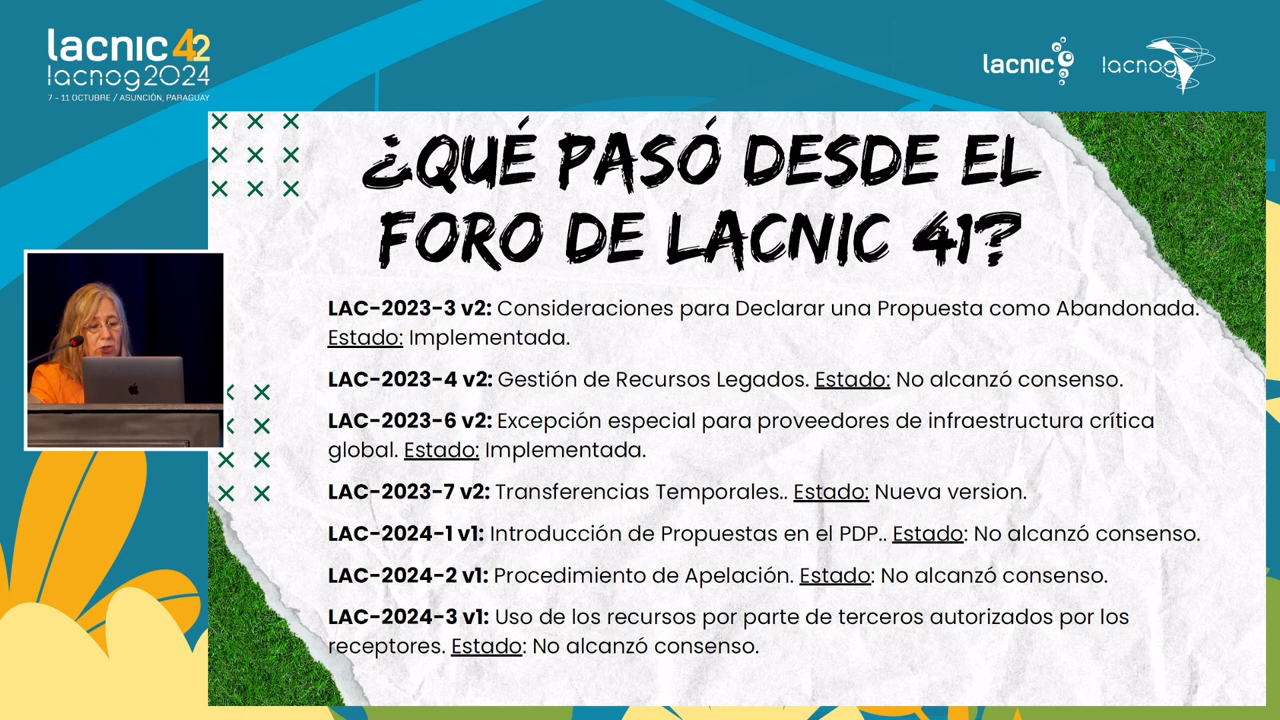 lacnic 42
lacnog2024
7 - 11 OCTUBRE / ASUNCIÓN, PARAGUAY
lacnic
lacnog
¿QUÉ PASÓ DESDE EL
FORO DE LACNIC 41?
LAC-2023-3 v2: Consideraciones para Declarar una Propuesta como Abandonada.
Estado: Implementada.
LAC-2023-4 v2: Gestión de Recursos Legados. Estado: No alcanzó consenso.
LAC-2023-6 v2: Excepción especial para proveedores de infraestructura crítica
global. Estado: Implementada.
LAC-2023-7 v2: Transferencias Temporales.. Estado: Nueva version.
LAC-2024-1 v1: Introducción de Propuestas en el PDP.. Estado: No alcanzó consenso.
LAC-2024-2 v1: Procedimiento de Apelación. Estado: No alcanzó consenso.
LAC-2024-3 v1: Uso de los recursos por parte de terceros autorizados por los
receptores. Estado: No alcanzó consenso.